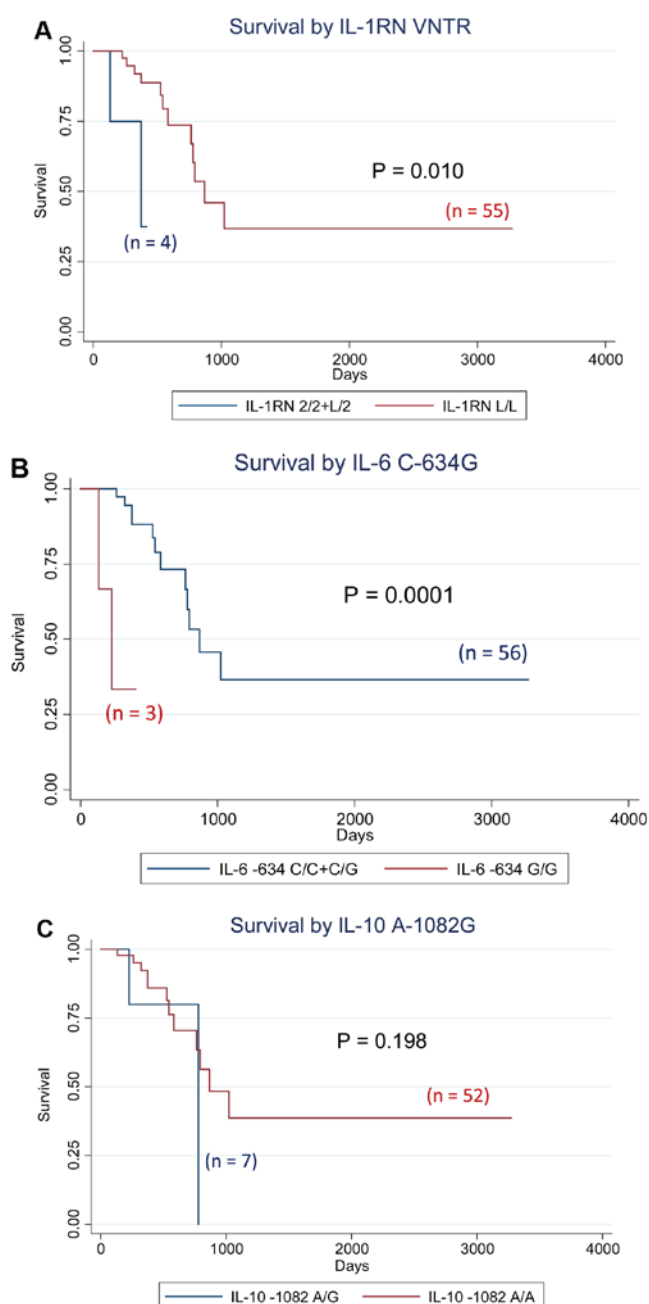 A
Survival by IL-1RN VNTR
1.00
0.75
0.50
0.25
0.00
Survival
P = 0.010
(n = 55)
(n = 4)
0 1000 2000 3000 4000
Days
IL-1RN 2/2+L/2 IL-1RN L/L
B
Survival by IL-6 C-634G
1.00
0.75
0.50
0.25
0.00
Survival
P = 0.0001
(n = 56)
(n = 3)
0 1000 2000 3000 4000
Days
IL-6 -634 C/C+C/G IL-6 -634 G/G
C
Survival by IL-10 A-1082G
1.00
0.75
0.50
0.25
0.00
Survival
P = 0.198
(n = 52)
(n = 7)
0 1000 2000 3000 4000
Days
IL-10 -1082 A/G IL-10 -1082 A/A